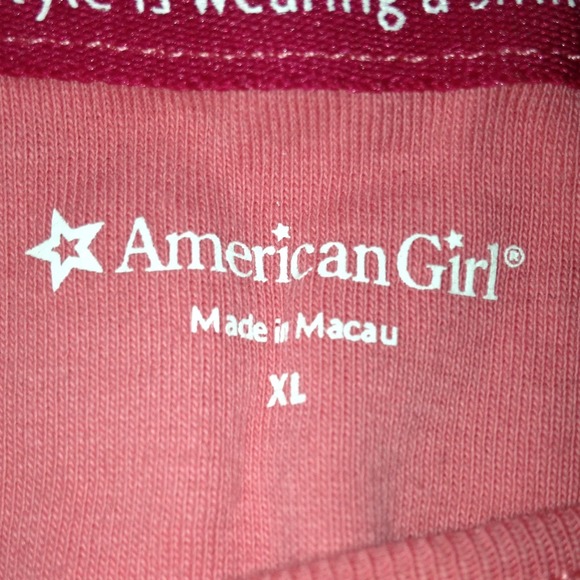 is wearing a
American Girl®
Made in Macau
XL